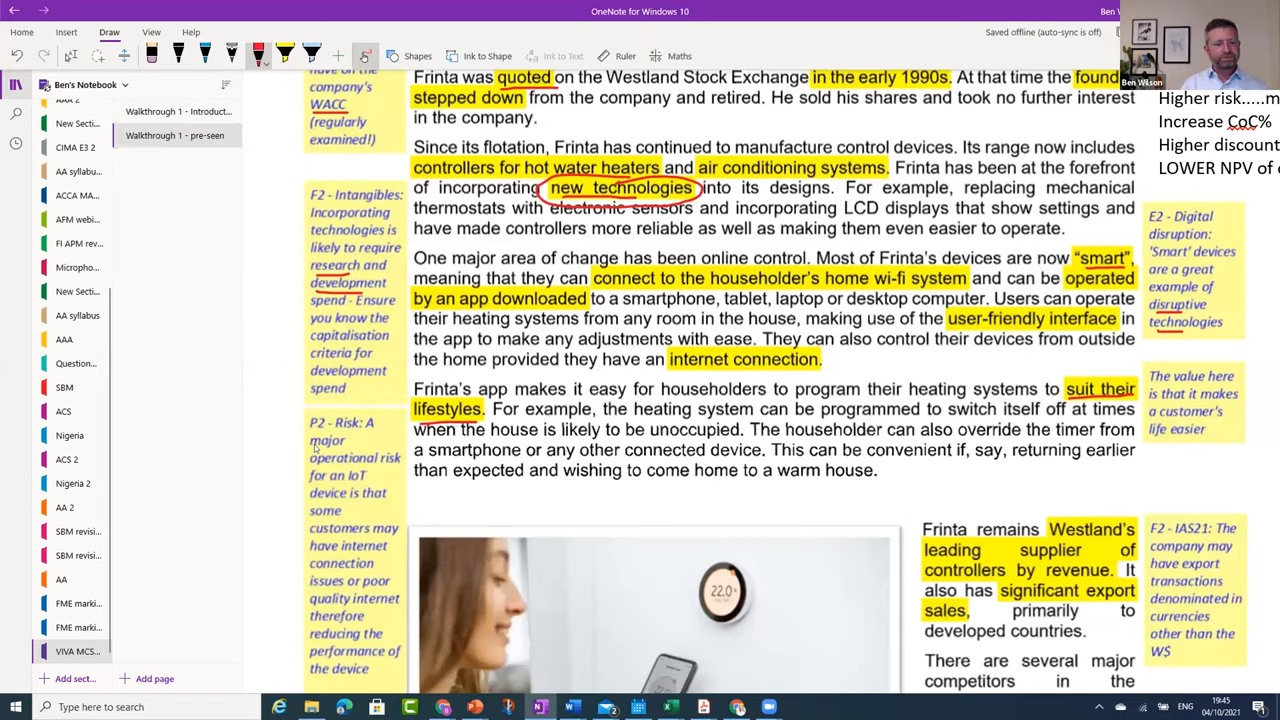 OneNote for Windows 10
Ben W
Home
Insert
Draw
View
Help
Saved offline (auto-sync is off)
Shapes
Ink to Shape
Ink to Text
Ruler
Maths
Ben Wilson
Ben's Notebook
AAA 2
New Secti...
CIMA E3 2
AA syllabu...
ACCA MA...
AFM webi...
FI APM rev...
Micropho...
New Secti...
AA syllabus
AAA
Question...
SBM
ACS
Nigeria
ACS 2
Nigeria 2
AA 2
SBM revisi...
SBM revisi...
AA
FME marki...
FME marki...
VIVA MCS...
Add sect...
Walkthrough 1 - Introduct...
Walkthrough 1 - pre-seen
Add page
have on the
company's
WACC
(regularly
examined!)
F2 - Intangibles:
Incorporating
technologies is
likely to require
research and
development
spend - Ensure
you know the
capitalisation
criteria for
development
spend
P2 - Risk: A
major
operational risk
for an IoT
device is that
some
customers may
have internet
connection
issues or poor
quality internet
therefore
reducing the
performance of
the device
Frinta was quoted on the Westland Stock Exchange in the early 1990s. At that time the found
stepped down from the company and retired. He sold his shares and took no further interest
in the company.
Since its flotation, Frinta has continued to manufacture control devices. Its range now includes
controllers for hot water heaters and air conditioning systems. Frinta has been at the forefront
of incorporating new technologies into its designs. For example, replacing mechanical
thermostats with electronic sensors and incorporating LCD displays that show settings and
have made controllers more reliable as well as making them even easier to operate.
One major area of change has been online control. Most of Frinta's devices are now “smart”,
meaning that they can connect to the householder's home wi-fi system and can be operated
by an app downloaded to a smartphone, tablet, laptop or desktop computer. Users can operate
their heating systems from any room in the house, making use of the user-friendly interface in
the app to make any adjustments with ease. They can also control their devices from outside
the home provided they have an internet connection.
Frinta's app makes it easy for householders to program their heating systems to suit their
lifestyles. For example, the heating system can be programmed to switch itself off at times
when the house is likely to be unoccupied. The householder can also override the timer from
a smartphone or any other connected device. This can be convenient if, say, returning earlier
than expected and wishing to come home to a warm house.
22.0
Frinta remains Westland's
leading supplier of
controllers by revenue. It
also has significant export
sales, primarily to
developed countries.
There are several major
competitors in the
Higher risk.....m
Increase CoC%
Higher discount
LOWER NPV of c
E2 - Digital
disruption:
'Smart' devices
are a great
example of
disruptive
technologies
The value here
is that it makes
a customer's
life easier
F2 - IAS21: The
company may
have export
transactions
denominated in
currencies
other than the
W$
Type here to search
19:45
ENG
04/10/2021